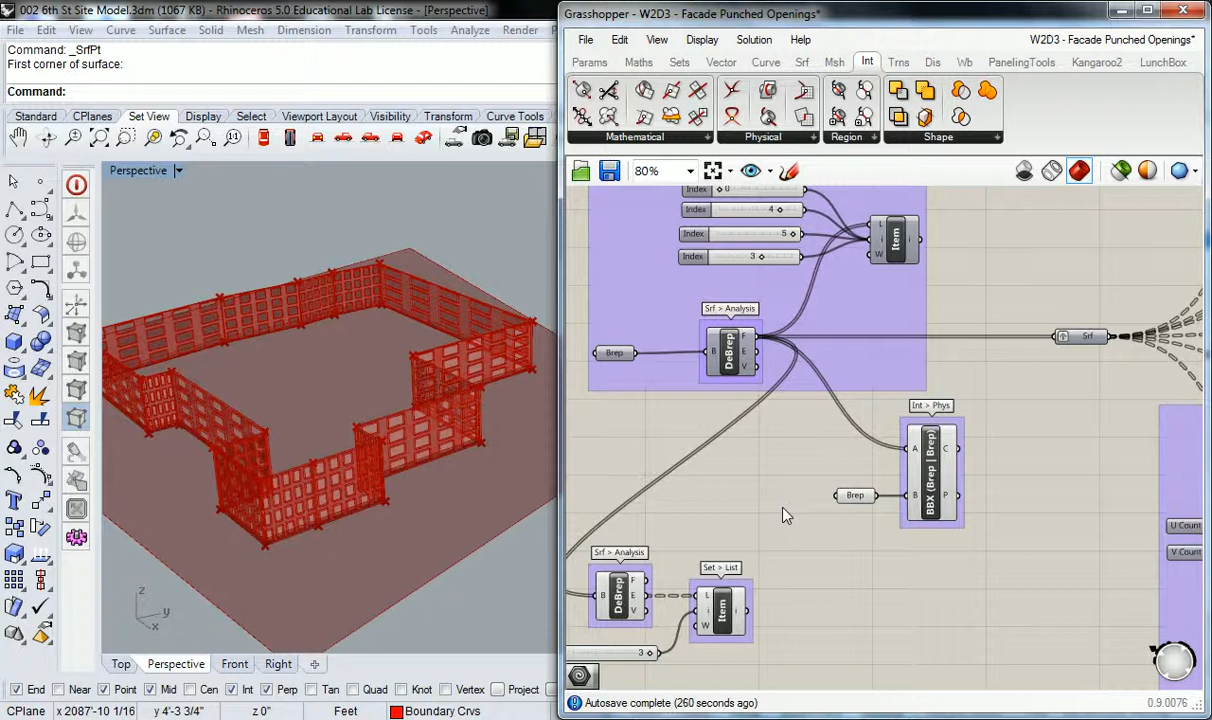 002 6th St Site Model.3dm (1067 KB) - Rhinoceros 5.0 Educational Lab License - [Perspective]
File Edit View Curve Surface Solid Mesh Dimension Transform Tools Analyze Render
Command: _SrfPt
First corner of surface:
Command:
Standard CPlanes Set View Display Select Viewport Layout Visibility Transform Curve Tools
Perspective
z
y
x
Top Perspective Front Right
End Near Point Mid Cen Int Perp Tan Quad Knot Vertex Project
CPlane x 2087'-10 1/16 y 4'-3 3/4" z 0" Feet Boundary Crvs
Grasshopper - W2D3 - Facade Punched Openings*
File Edit View Display Solution Help W2D3 - Facade Punched Openings*
Params Maths Sets Vector Curve Srf Msh Int Trns Dis Wb PanelingTools Kangaroo2 LunchBox
Mathematical Physical Region Shape
80%
Index 0
Index 4
Index 5
Index 3
L
i
W
Item
i
Srf > Analysis
Brep
B
DeBrep
F
E
V
Srf
Int > Phys
A
B
BBX (Brep | Brep)
C
P
Brep
U Count
V Count
Srf > Analysis
B
DeBrep
F
E
V
Set > List
L
i
W
Item
i
3
Autosave complete (260 seconds ago) 0.9.0076